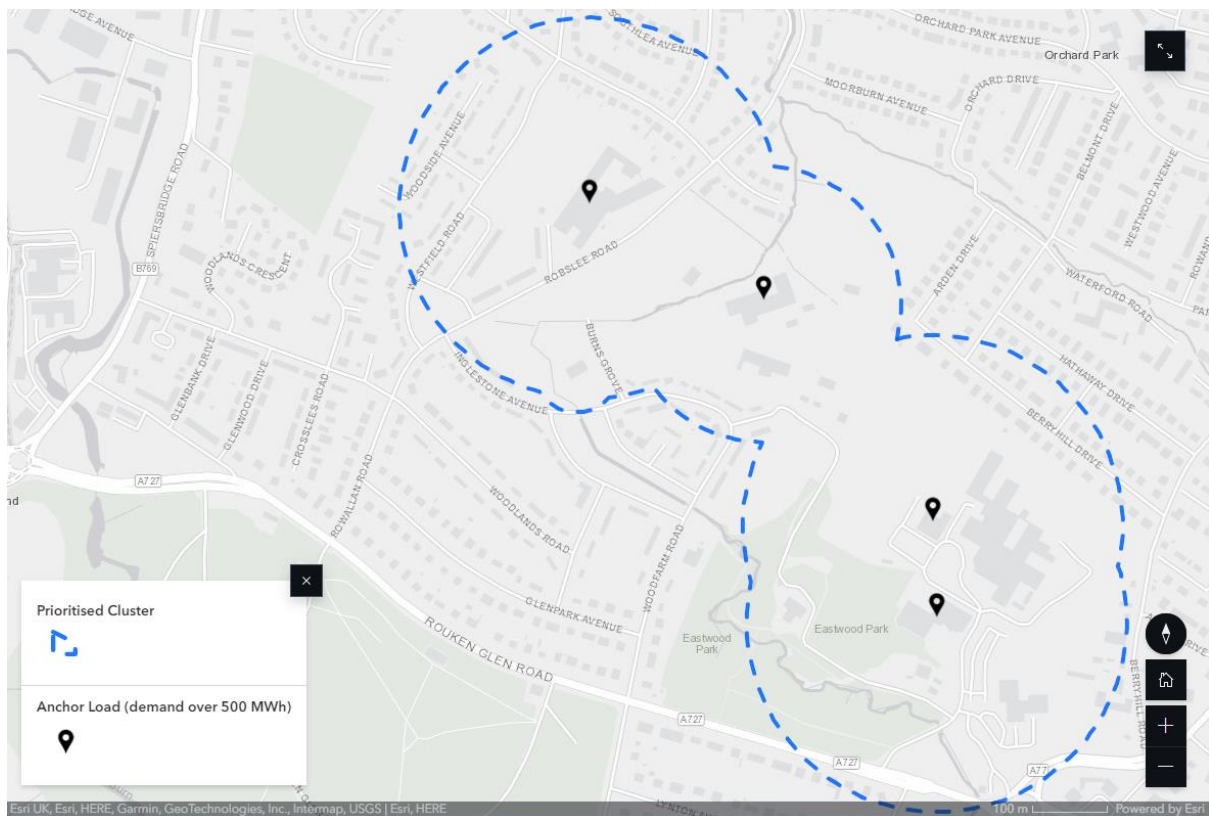 SOUTHLEA AVENUE
ORCHARD PARK AVENUE
Orchard Park
ORCHARD DRIVE
MOORBURN AVENUE
BELMONT DRIVE
WESTWOOD AVENUE
WOODSIDE AVENUE
SPIERSBRIDGE ROAD
B769
WOODLANDS CRESCENT
WESTFIELD ROAD
ROBSLEE ROAD
ARDEN DRIVE
WATERFORD ROAD
BURNS GROVE
INGLESTONE AVENUE
GLENBANK DRIVE
GLENWOOD DRIVE
CROSSLEES ROAD
HATHAWAY DRIVE
BERRYHILL DRIVE
A727
nd
ROWALLAN ROAD
WOODLANDS ROAD
WOODFARM ROAD
GLENPARK AVENUE
ROUKEN GLEN ROAD
Eastwood
Park
Eastwood Park
BERRYHILL ROAD
A727
A727
A77
Prioritised Cluster
Anchor Load (demand over 500 MWh)
Esri UK, Esri, HERE, Garmin, GeoTechnologies, Inc., Intermap, USGS | Esri, HERE
100 m
Powered by Esri